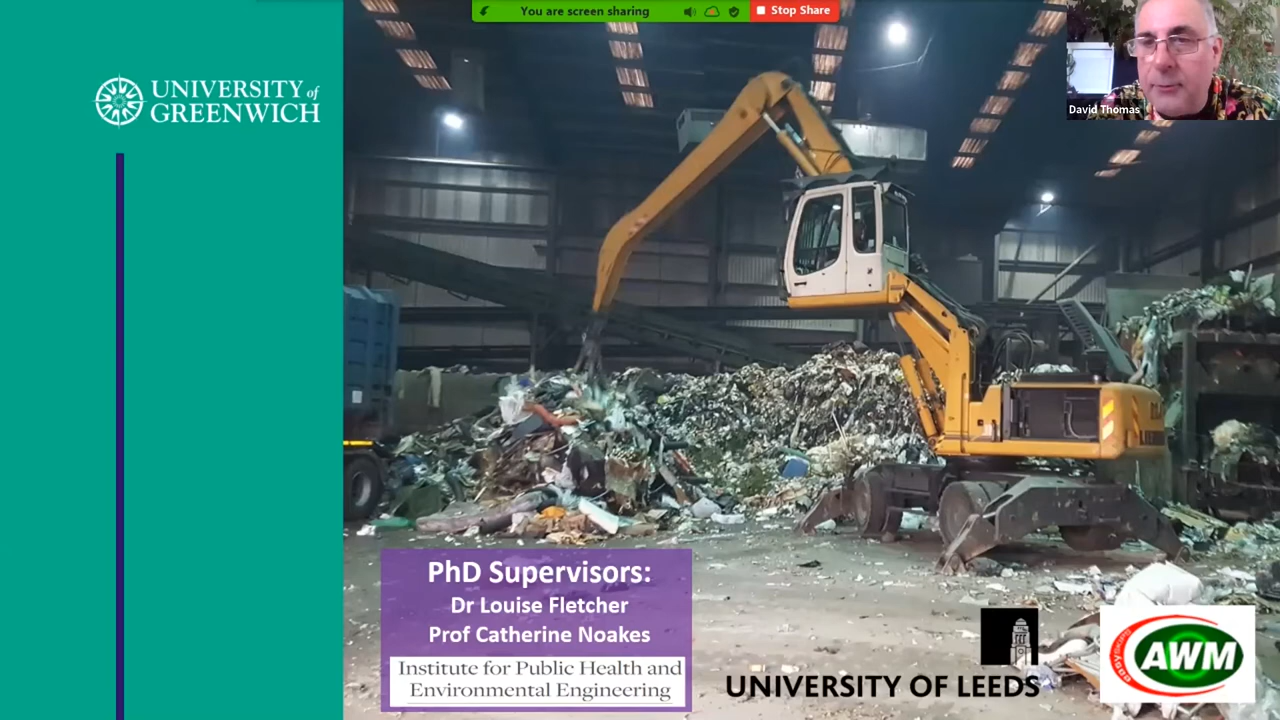 You are screen sharing
Stop Share
David Thomas
UNIVERSITY of
GREENWICH
PhD Supervisors:
Dr Louise Fletcher
Prof Catherine Noakes
Institute for Public Health and
Environmental Engineering
UNIVERSITY OF LEEDS
AWM